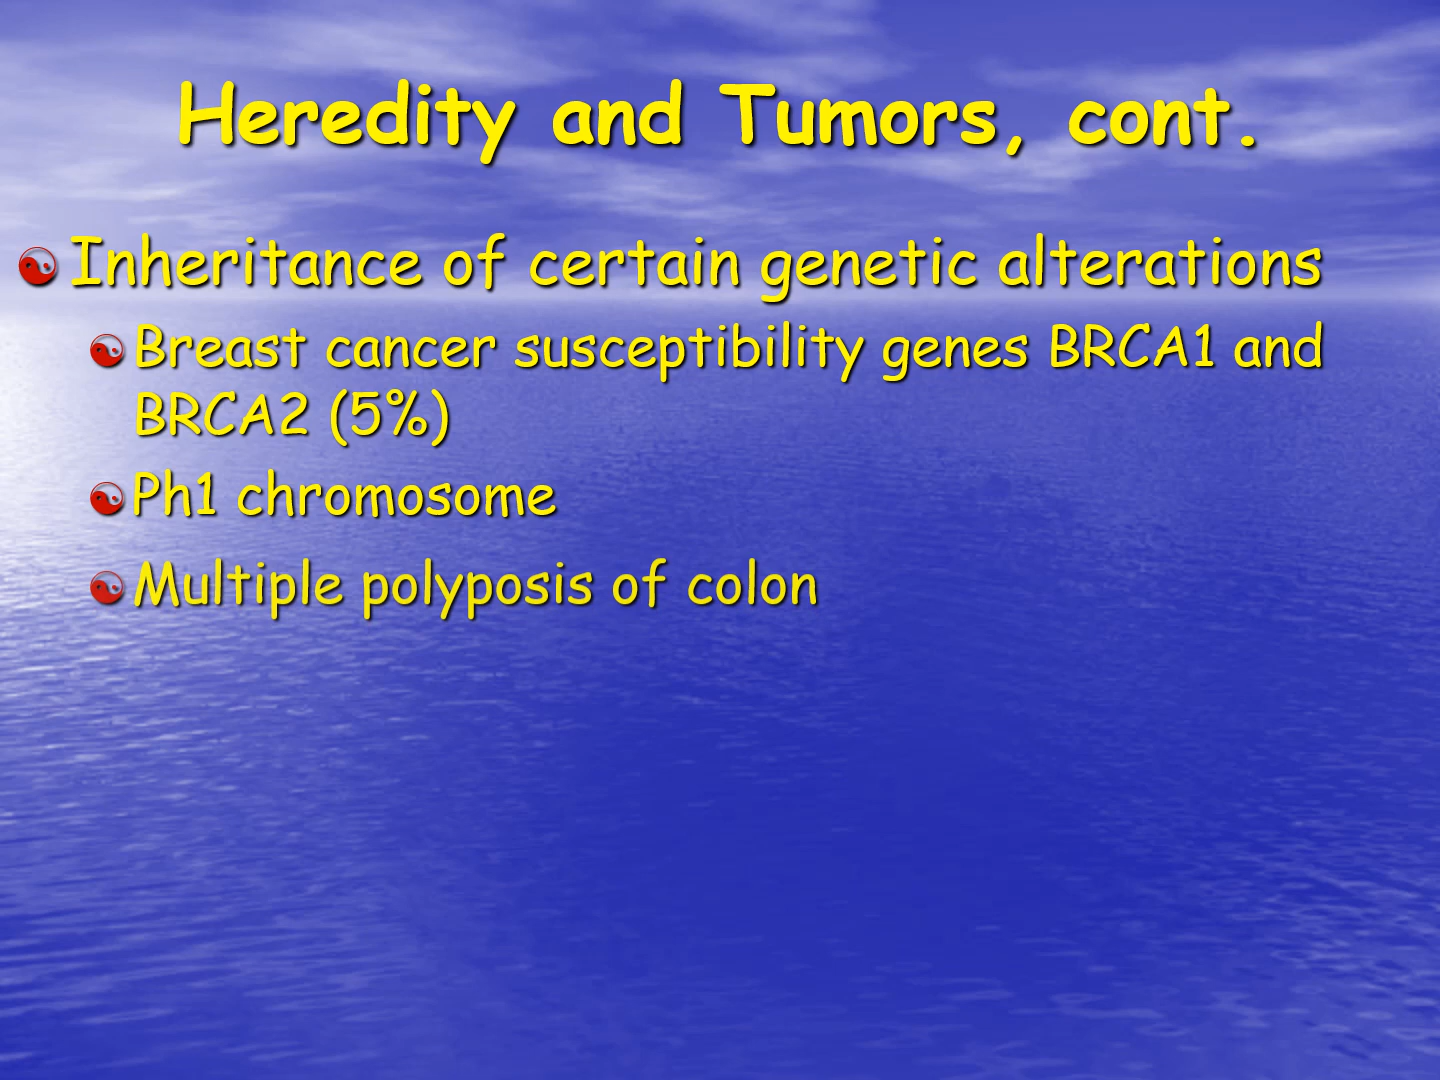 Heredity and Tumors, cont.
Inheritance of certain genetic alterations
Breast cancer susceptibility genes BRCA1 and
BRCA2 (5%)
Ph1 chromosome
Multiple polyposis of colon